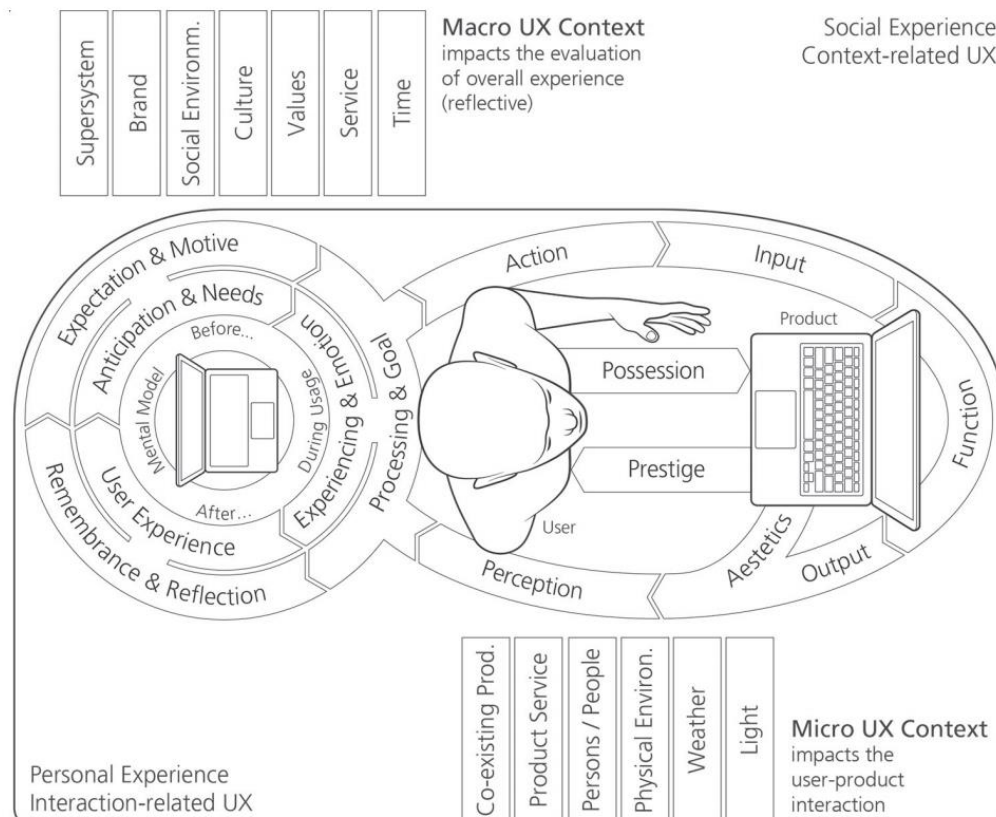 Supersystem
Brand
Social Environm.
Culture
Values
Service
Time
Macro UX Context
impacts the evaluation
of overall experience
(reflective)
Social Experience
Context-related UX
Expectation & Motive
Anticipation & Needs
Before...
Mental Model
During Usage
After...
User Experience
Experiencing & Emotion
Remembrance & Reflection
Processing & Goal
Action
Input
Product
Possession
Prestige
Function
User
Perception
Aestetics
Output
Co-existing Prod.
Product Service
Persons / People
Physical Environ.
Weather
Light
Micro UX Context
impacts the
user-product
interaction
Personal Experience
Interaction-related UX